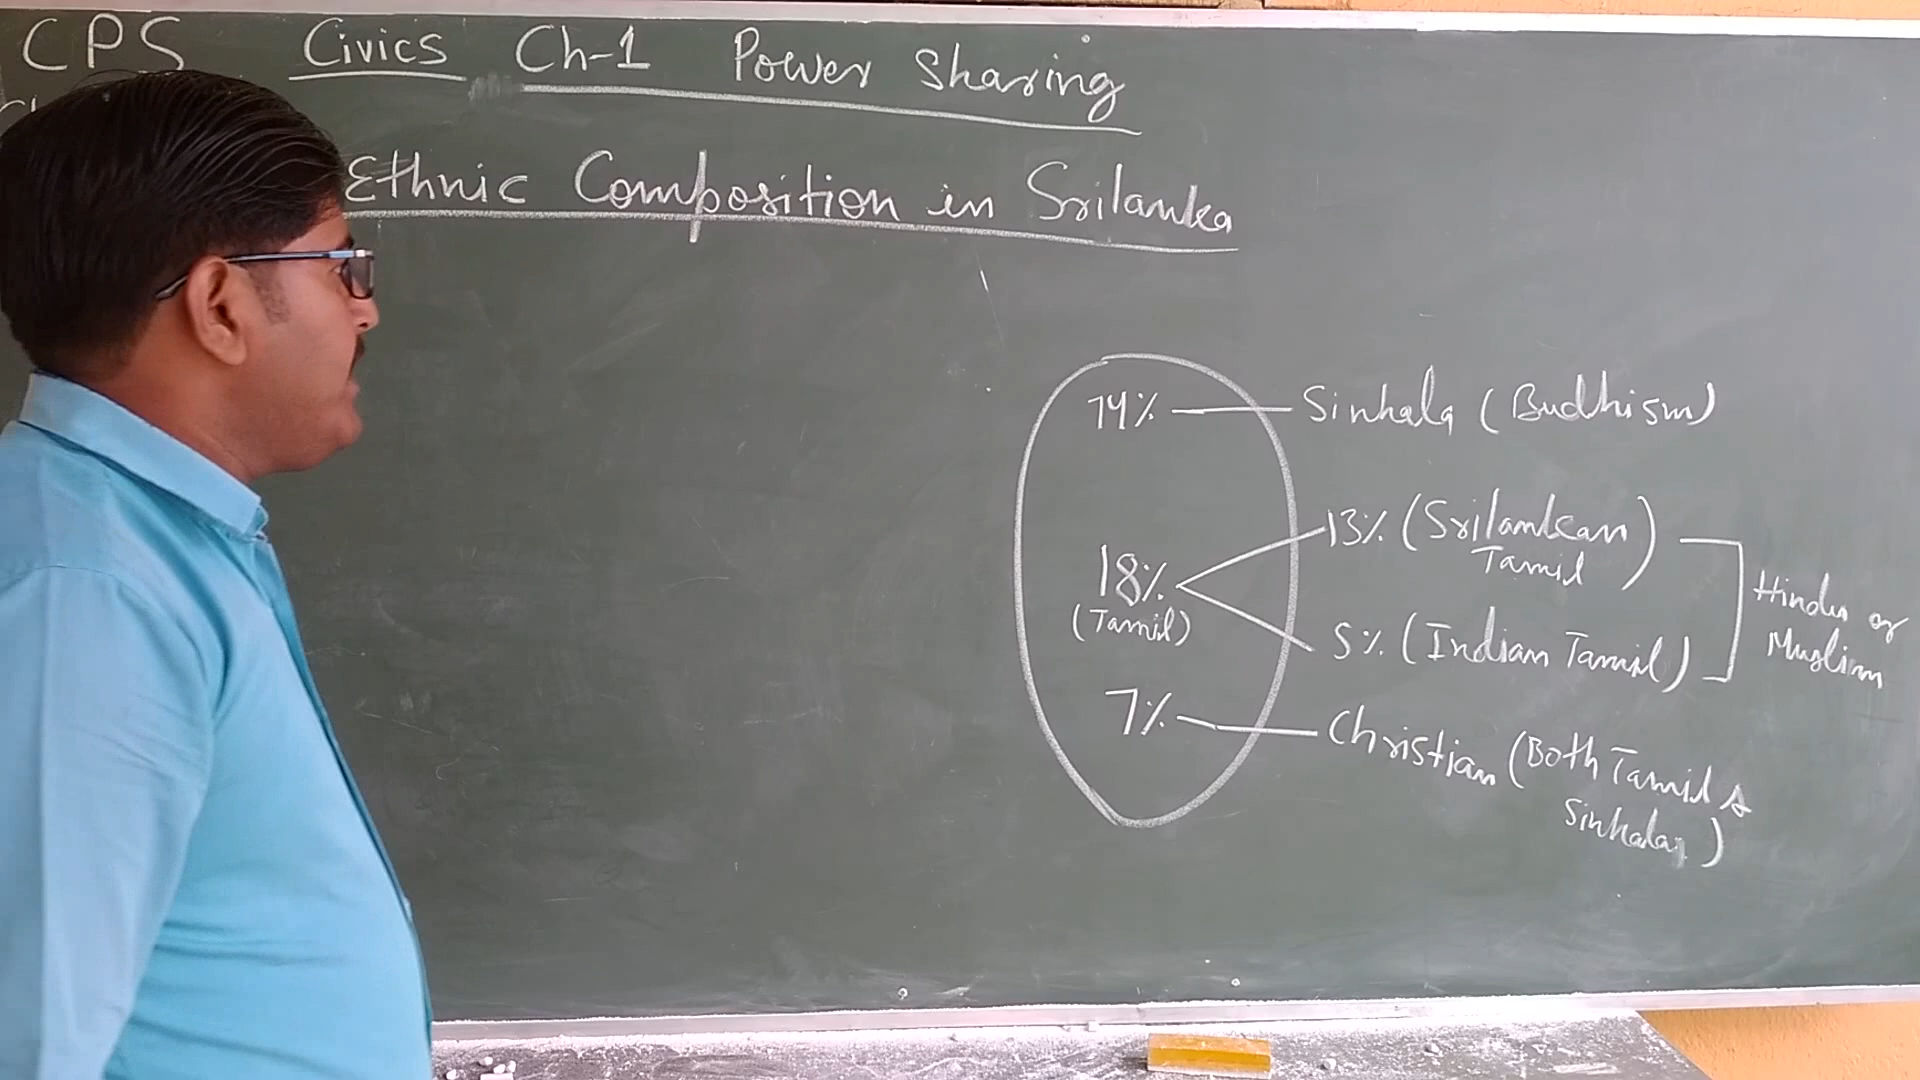 CPS Civics Ch-1 Power Sharing
Ethnic Composition in Srilanka
74% Sinhala (Budhism)
13% (Srilankan
Tamil)
18%
(Tamil)
5% (Indian Tamil)
Hindu or
Muslim
7% Christian (Both Tamil &
Sinhala)